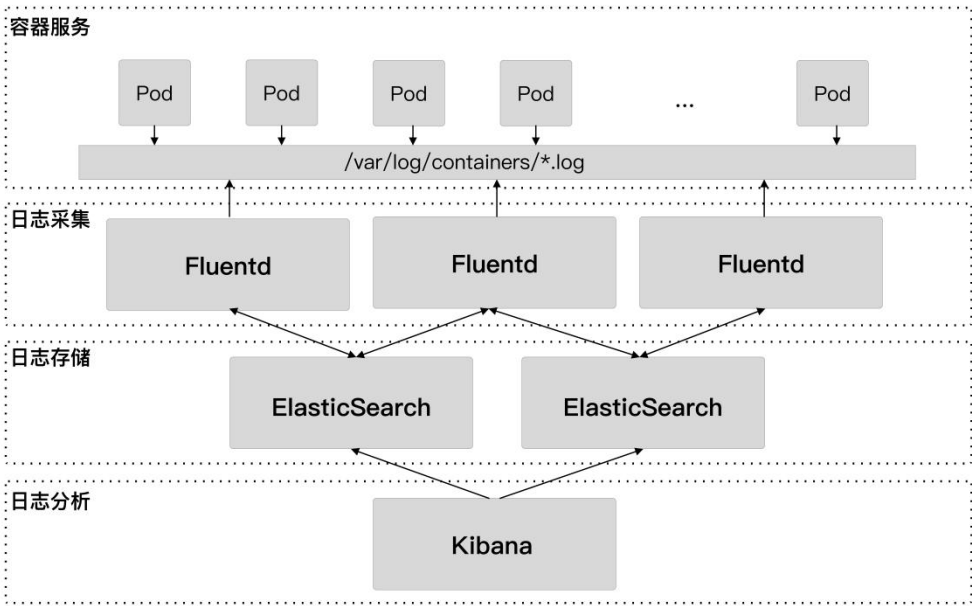 容器服务
Pod
Pod
Pod
Pod
...
Pod
/var/log/containers/*.log
日志采集
Fluentd
Fluentd
Fluentd
日志存储
ElasticSearch
ElasticSearch
日志分析
Kibana